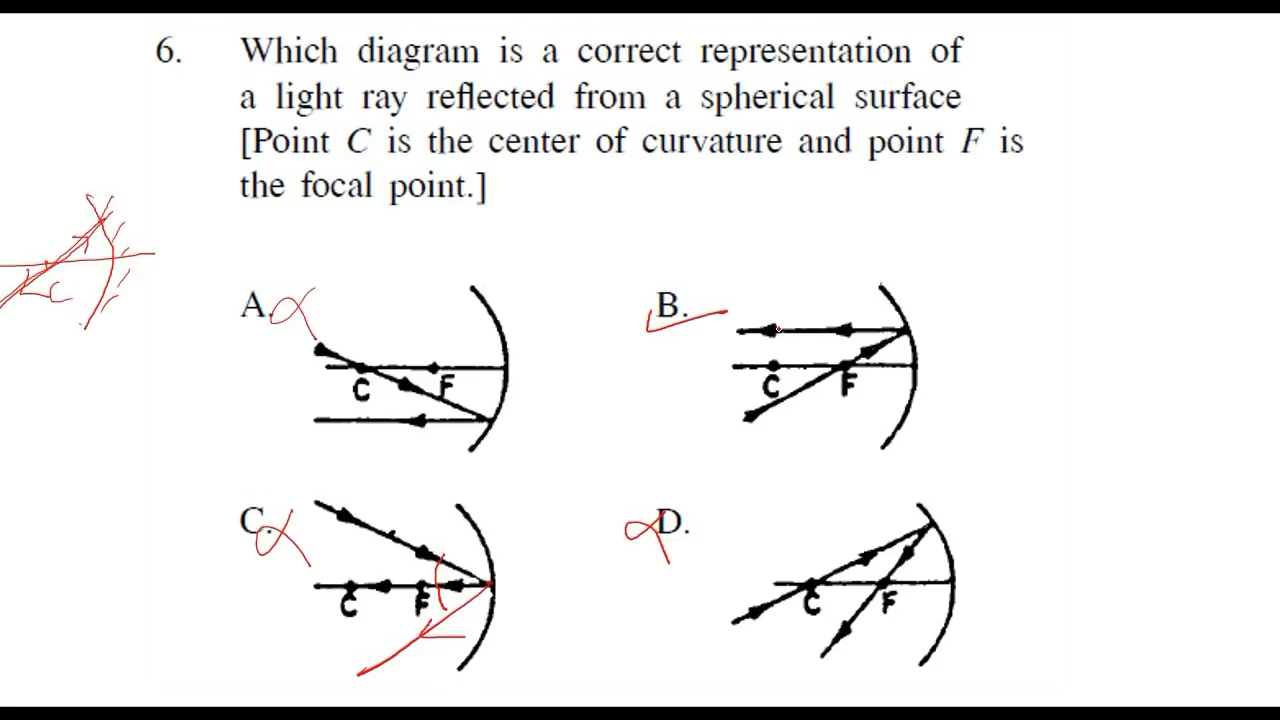 6. Which diagram is a correct representation of
a light ray reflected from a spherical surface
[Point C is the center of curvature and point F is
the focal point.]
C
A.
B.
C F
C F
C.
D.
C F
C F